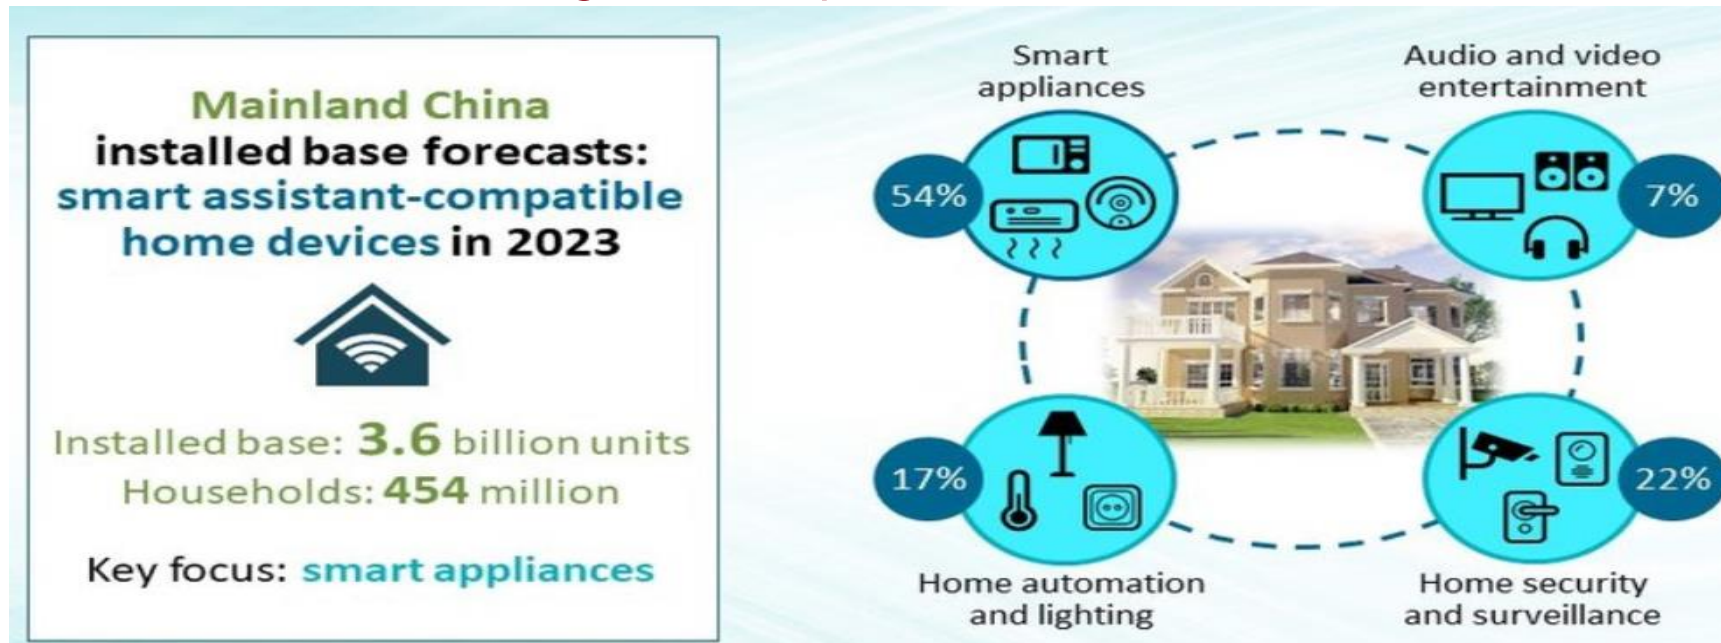 Mainland China
installed base forecasts:
smart assistant-compatible
home devices in 2023
Installed base: 3.6 billion units
Households: 454 million
Key focus: smart appliances
Smart
appliances
54%
Audio and video
entertainment
7%
17%
Home automation
and lighting
22%
Home security
and surveillance